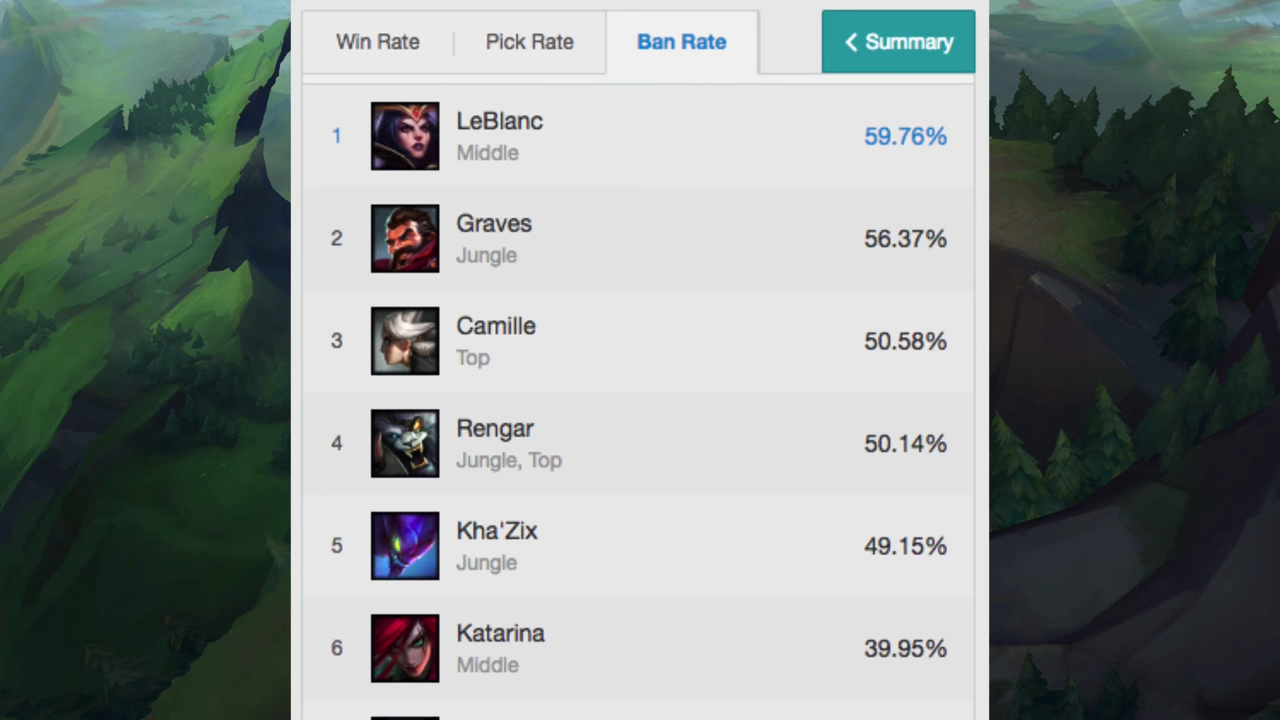 Win Rate
Pick Rate
Ban Rate
Summary
1
LeBlanc
Middle
59.76%
2
Graves
Jungle
56.37%
3
Camille
Top
50.58%
4
Rengar
Jungle, Top
50.14%
5
Kha'Zix
Jungle
49.15%
6
Katarina
Middle
39.95%